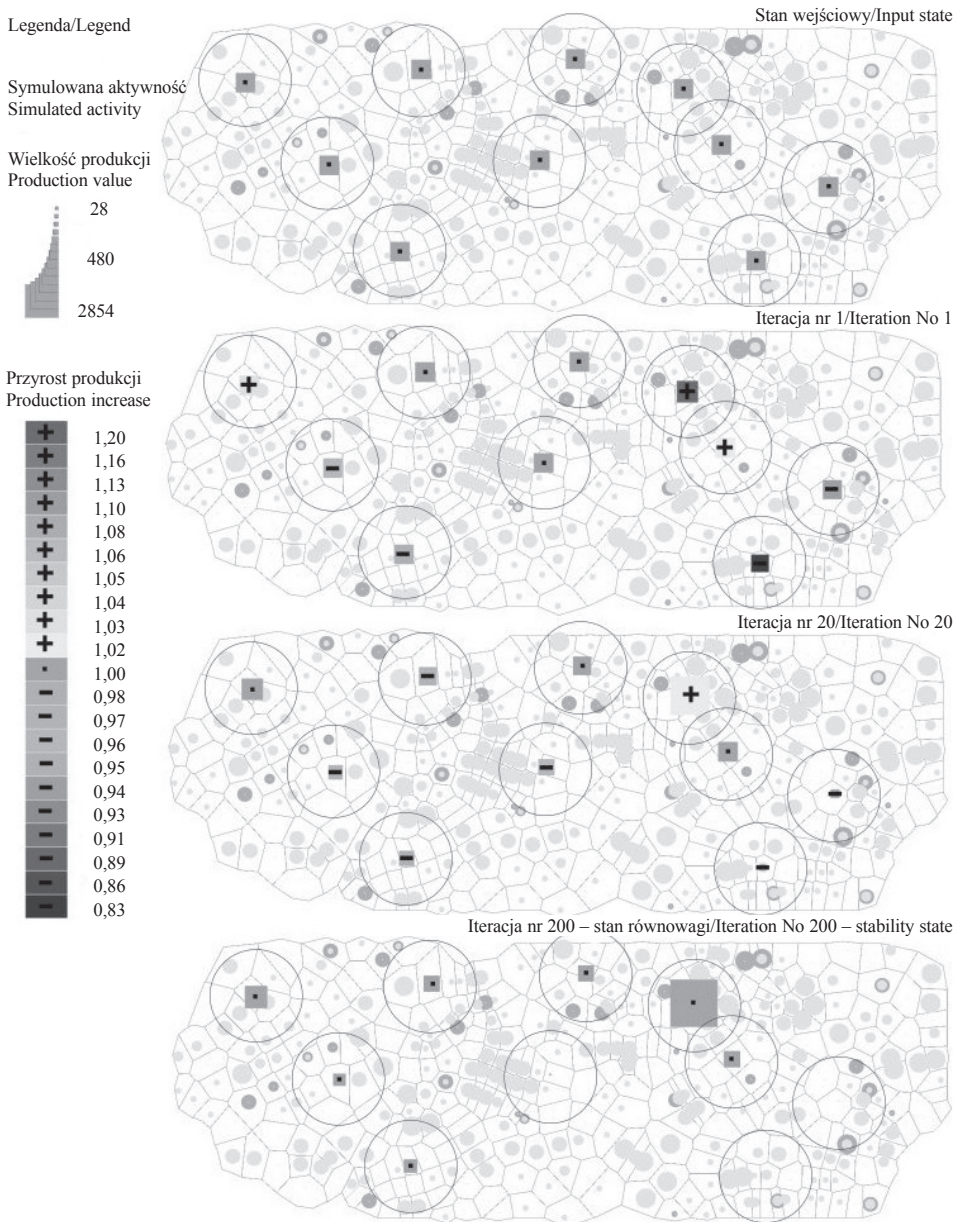 Legenda/Legend
Stan wejściowy/Input state
Symulowana aktywność
Simulated activity
Wielkość produkcji
Production value
28
480
2854
Iteracja nr 1/Iteration No 1
Przyrost produkcji
Production increase
+ 1,20
+ 1,16
+ 1,13
+ 1,10
+ 1,08
+ 1,06
+ 1,05
+ 1,04
+ 1,03
+ 1,02
1,00
− 0,98
− 0,97
− 0,96
− 0,95
− 0,94
− 0,93
− 0,91
− 0,89
− 0,86
− 0,83
Iteracja nr 20/Iteration No 20
Iteracja nr 200 – stan równowagi/Iteration No 200 – stability state